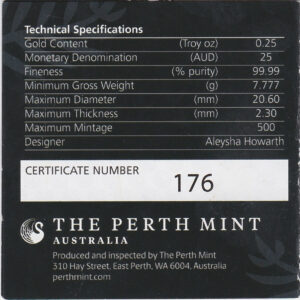 Technical Specifications
Gold Content (Troy oz) 0.25
Monetary Denomination (AUD) 25
Fineness (% purity) 99.99
Minimum Gross Weight (g) 7.777
Maximum Diameter (mm) 20.60
Maximum Thickness (mm) 2.30
Maximum Mintage 500
Designer Aleysha Howarth
CERTIFICATE NUMBER 176
THE PERTH MINT
AUSTRALIA
Produced and inspected by The Perth Mint
310 Hay Street, East Perth, WA 6004, Australia
perthmint.com